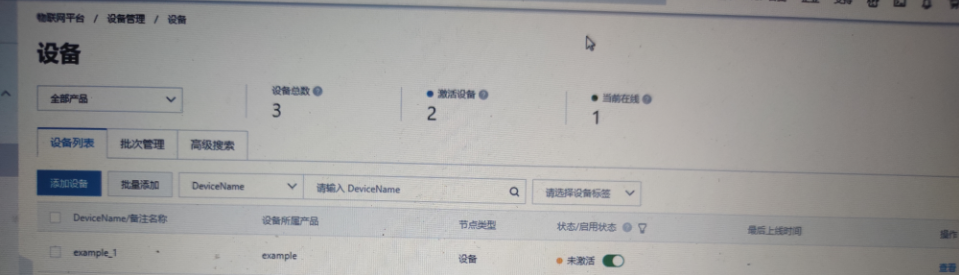 物联网平台 / 设备管理 / 设备
设备
全部产品
设备总数
3
激活设备
2
当前在线
1
设备列表 批次管理 高级搜索
添加设备 批量添加 DeviceName 请输入 DeviceName 请选择设备标签
DeviceName/备注名称 设备所属产品 节点类型 状态/启用状态 最后上线时间 操作
example_1 example 设备 未激活 查看